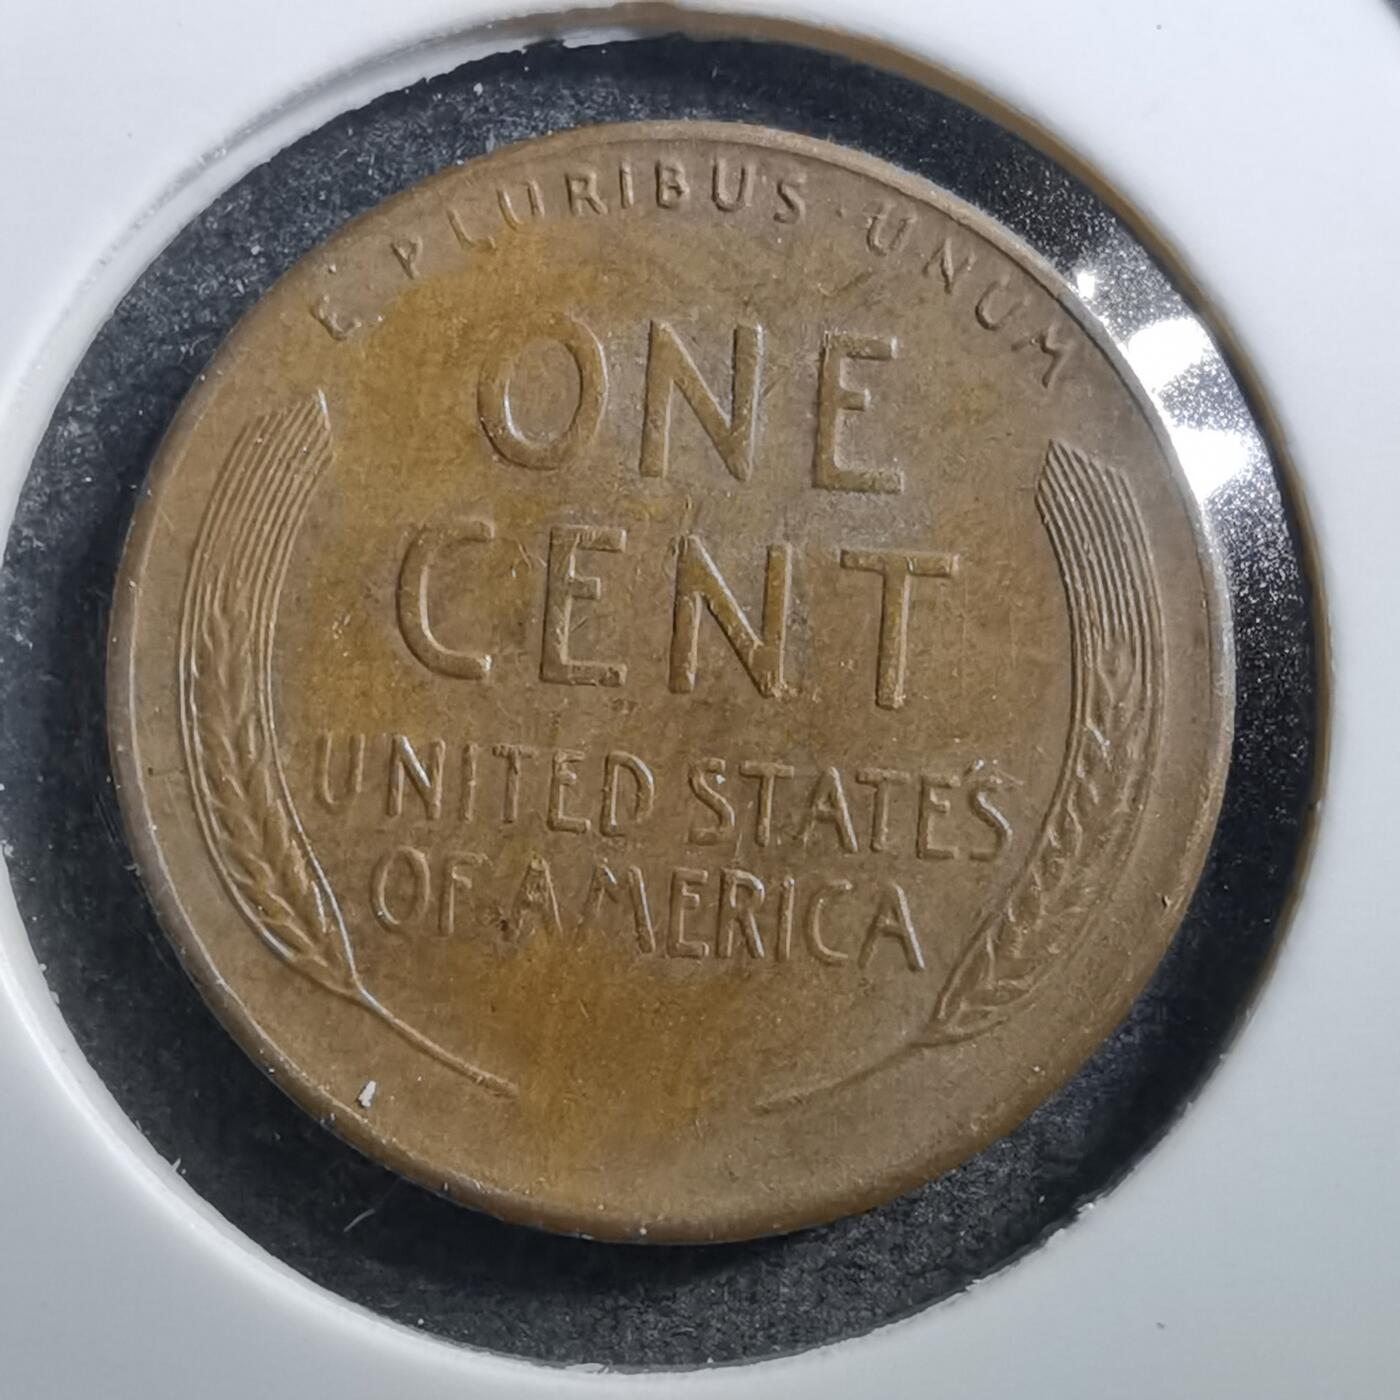 E · PLURIBUS · UNUM
ONE
CENT
UNITED STATES
OF AMERICA